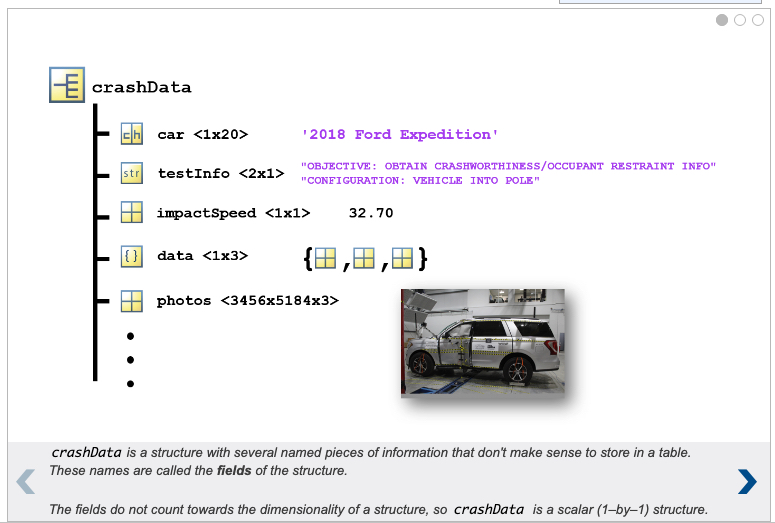 crashData
ch car <1x20> '2018 Ford Expedition'
str testInfo <2x1> "OBJECTIVE: OBTAIN CRASHWORTHINESS/OCCUPANT RESTRAINT INFO"
"CONFIGURATION: VEHICLE INTO POLE"
impactSpeed <1x1> 32.70
{} data <1x3> { , , }
photos <3456x5184x3>
crashData is a structure with several named pieces of information that don't make sense to store in a table.
These names are called the fields of the structure.
The fields do not count towards the dimensionality of a structure, so crashData is a scalar (1–by–1) structure.